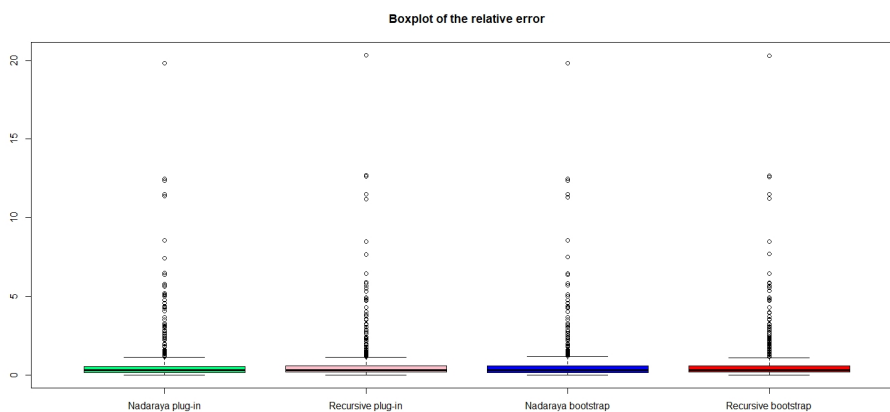 Boxplot of the relative error
20
15
10
5
0
Nadaraya plug-in
Recursive plug-in
Nadaraya bootstrap
Recursive bootstrap